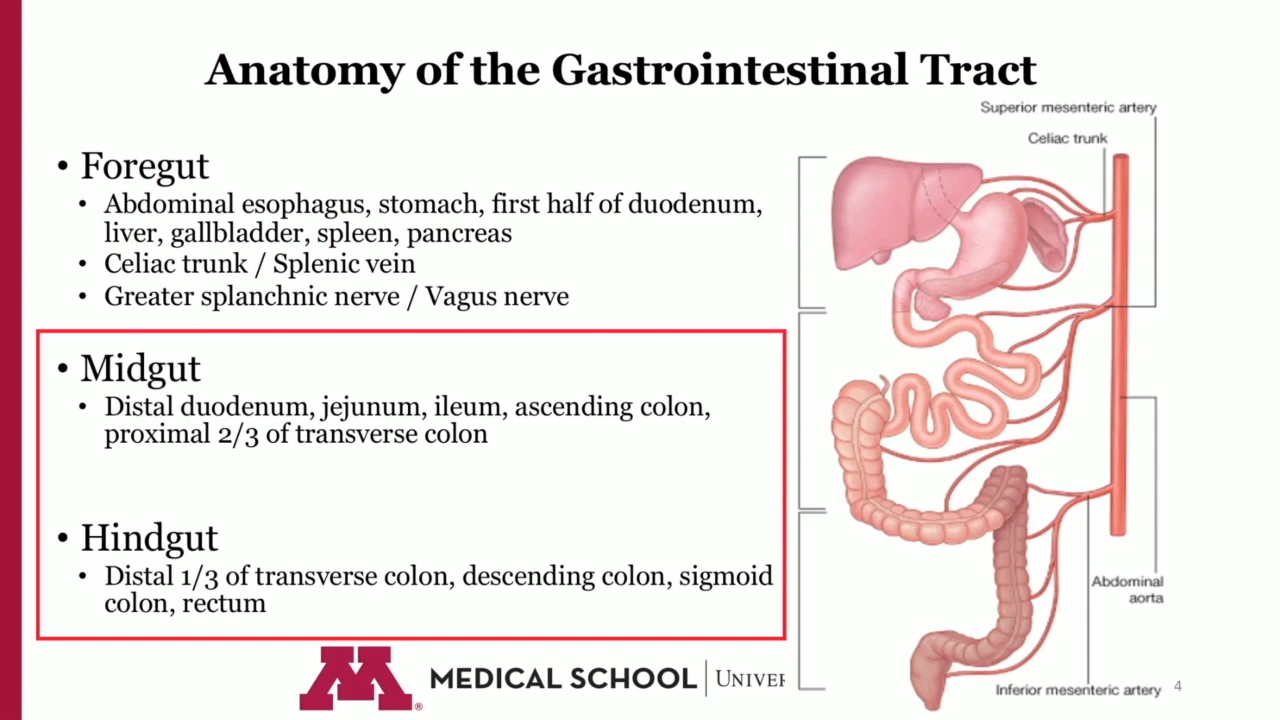 Anatomy of the Gastrointestinal Tract
• Foregut
• Abdominal esophagus, stomach, first half of duodenum,
liver, gallbladder, spleen, pancreas
• Celiac trunk / Splenic vein
• Greater splanchnic nerve / Vagus nerve
• Midgut
• Distal duodenum, jejunum, ileum, ascending colon,
proximal 2/3 of transverse colon
• Hindgut
• Distal 1/3 of transverse colon, descending colon, sigmoid
colon, rectum
Superior mesenteric artery
Celiac trunk
Abdominal
aorta
Inferior mesenteric artery
M®
MEDICAL SCHOOL
UNIVER
4